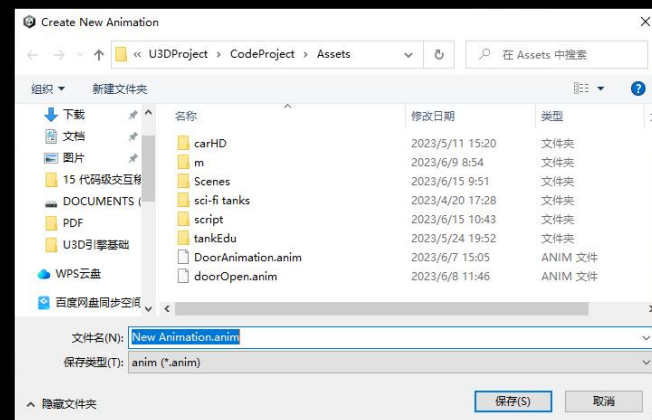 Create New Animation
« U3DProject › CodeProject › Assets
在 Assets 中搜索
组织 新建文件夹
下载
文档
图片
15 代码级交互移
DOCUMENTS (
PDF
U3D引擎基础
WPS云盘
百度网盘同步空间
名称 修改日期 类型
carHD 2023/5/11 15:20 文件夹
m 2023/6/9 8:54 文件夹
Scenes 2023/6/15 9:51 文件夹
sci-fi tanks 2023/4/20 17:28 文件夹
script 2023/6/15 10:43 文件夹
tankEdu 2023/5/24 19:52 文件夹
DoorAnimation.anim 2023/6/7 15:05 ANIM 文件
doorOpen.anim 2023/6/8 11:46 ANIM 文件
文件名(N): New Animation.anim
保存类型(T): anim (*.anim)
隐藏文件夹 保存(S) 取消